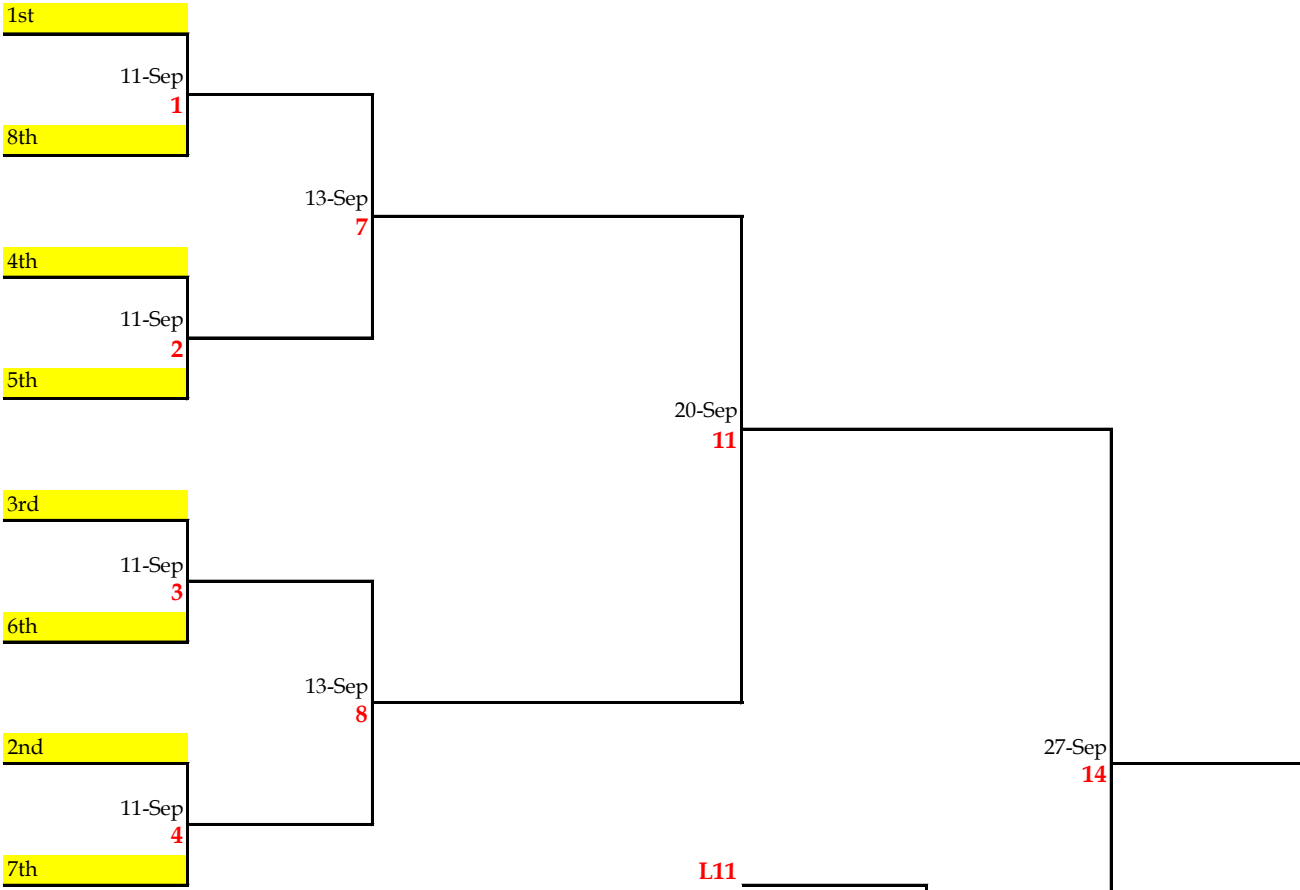 1st
11-Sep
1
8th
13-Sep
7
4th
11-Sep
2
5th
20-Sep
11
3rd
11-Sep
3
6th
13-Sep
8
2nd
27-Sep
14
11-Sep
4
7th
L11